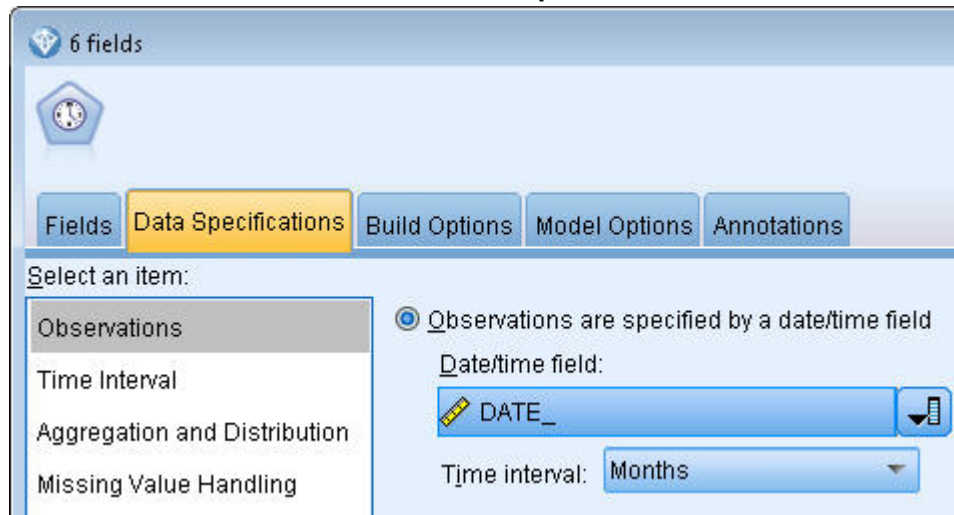 6 fields
Fields Data Specifications Build Options Model Options Annotations
Select an item:
Observations
Time Interval
Aggregation and Distribution
Missing Value Handling
Observations are specified by a date/time field
Date/time field:
DATE_
Time interval: Months